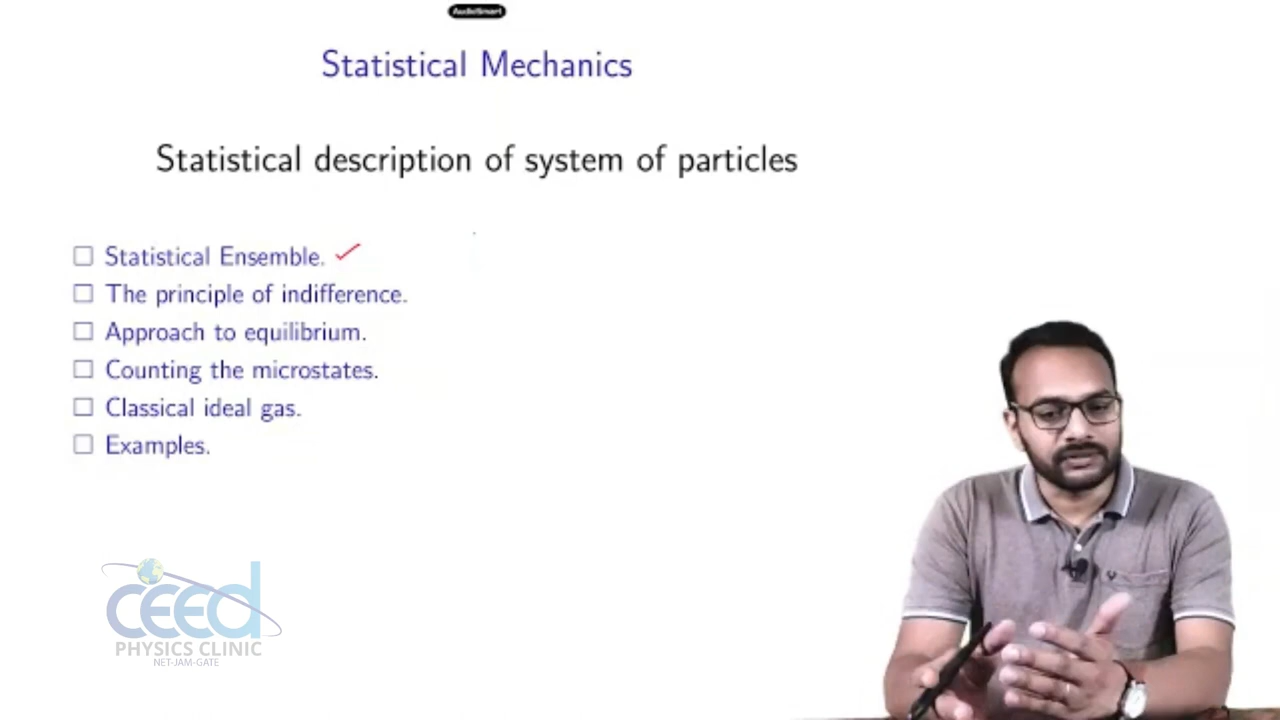 AudioSmart
Statistical Mechanics
Statistical description of system of particles
Statistical Ensemble.
The principle of indifference.
Approach to equilibrium.
Counting the microstates.
Classical ideal gas.
Examples.
ceed
PHYSICS CLINIC
NET-JAM-GATE